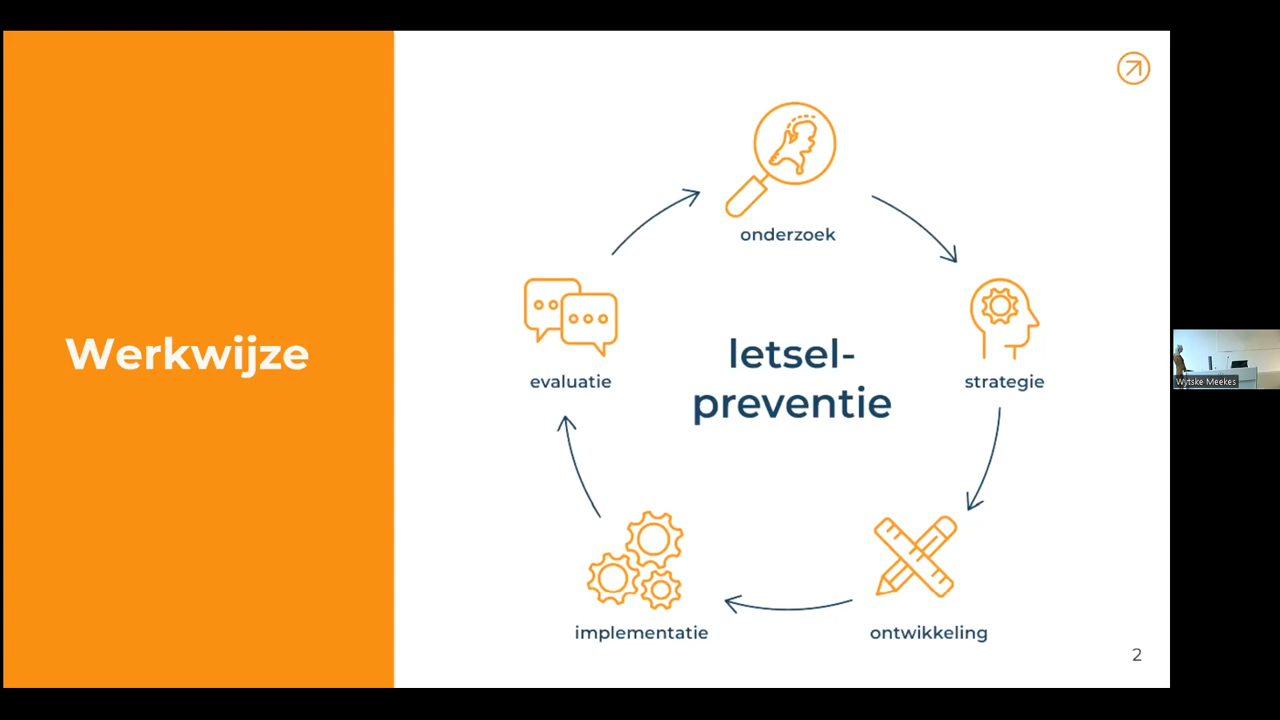 Werkwijze
onderzoek
strategie
ontwikkeling
implementatie
evaluatie
letsel-
preventie
2
Wytske Meekes